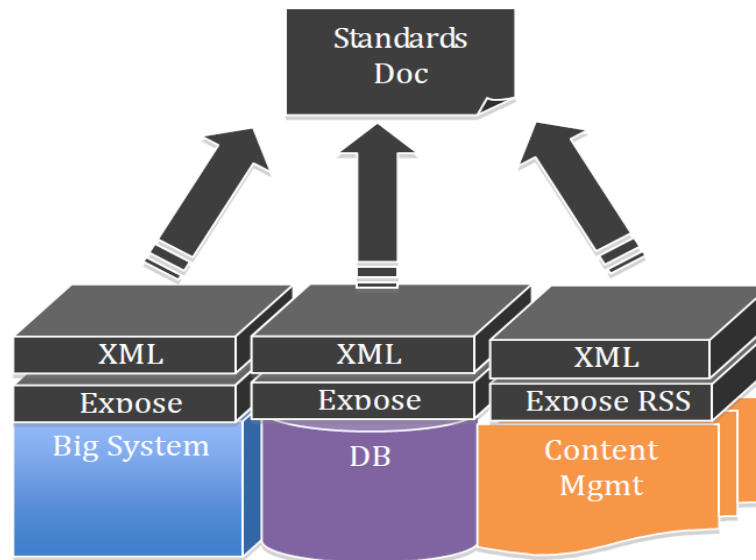 Standards
Doc
XML
XML
XML
Expose
Expose
Expose RSS
Big System
DB
Content
Mgmt